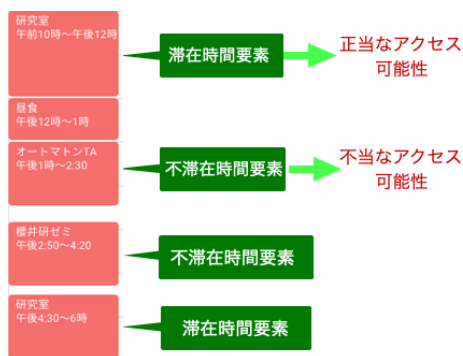 研究室
午前10時～午後12時
滞在時間要素
正当なアクセス
可能性
昼食
午後12時～1時
オートマトンTA
午後1時～2:30
不滞在時間要素
不当なアクセス
可能性
櫻井研ゼミ
午後2:50～4:20
不滞在時間要素
研究室
午後4:30～6時
滞在時間要素